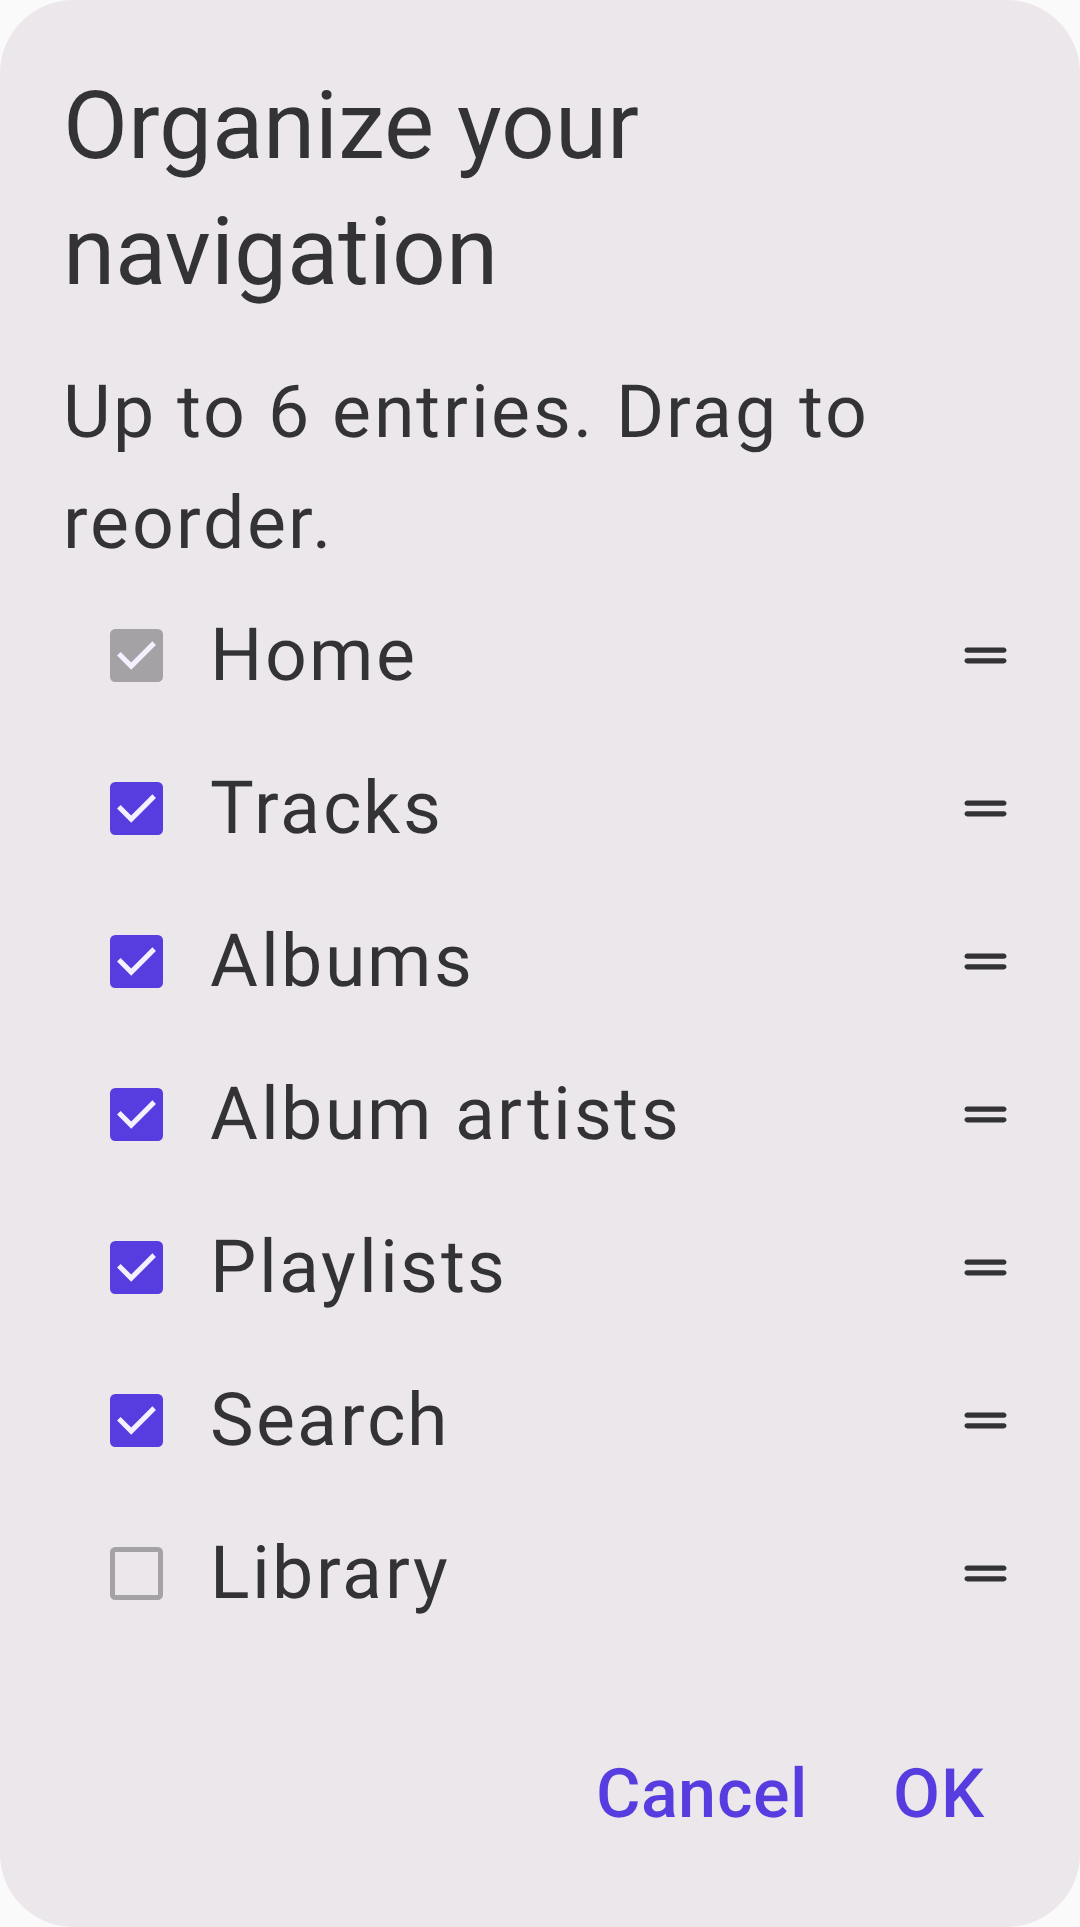 Organize your
navigation
Up to 6 entries. Drag to
reorder.
Home
Tracks
Albums
Album artists
Playlists
Search
Library
Cancel OK